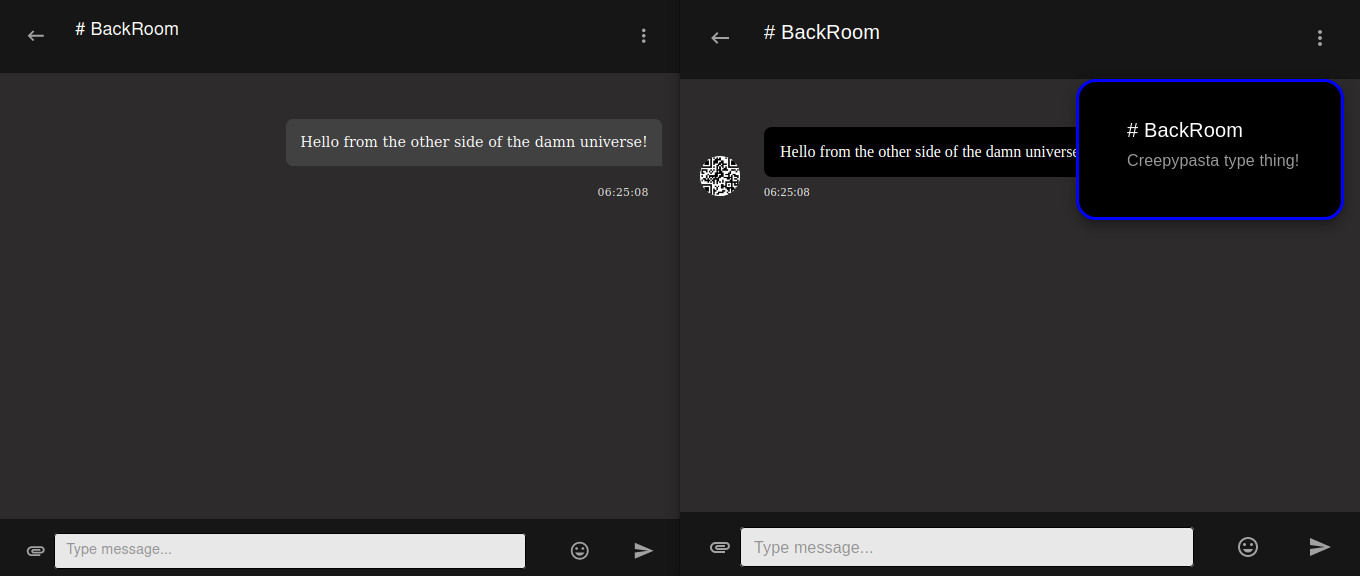 # BackRoom
Hello from the other side of the damn universe!
06:25:08
Type message...
# BackRoom
Hello from the other side of the damn universe
06:25:08
# BackRoom
Creepypasta type thing!
Type message...